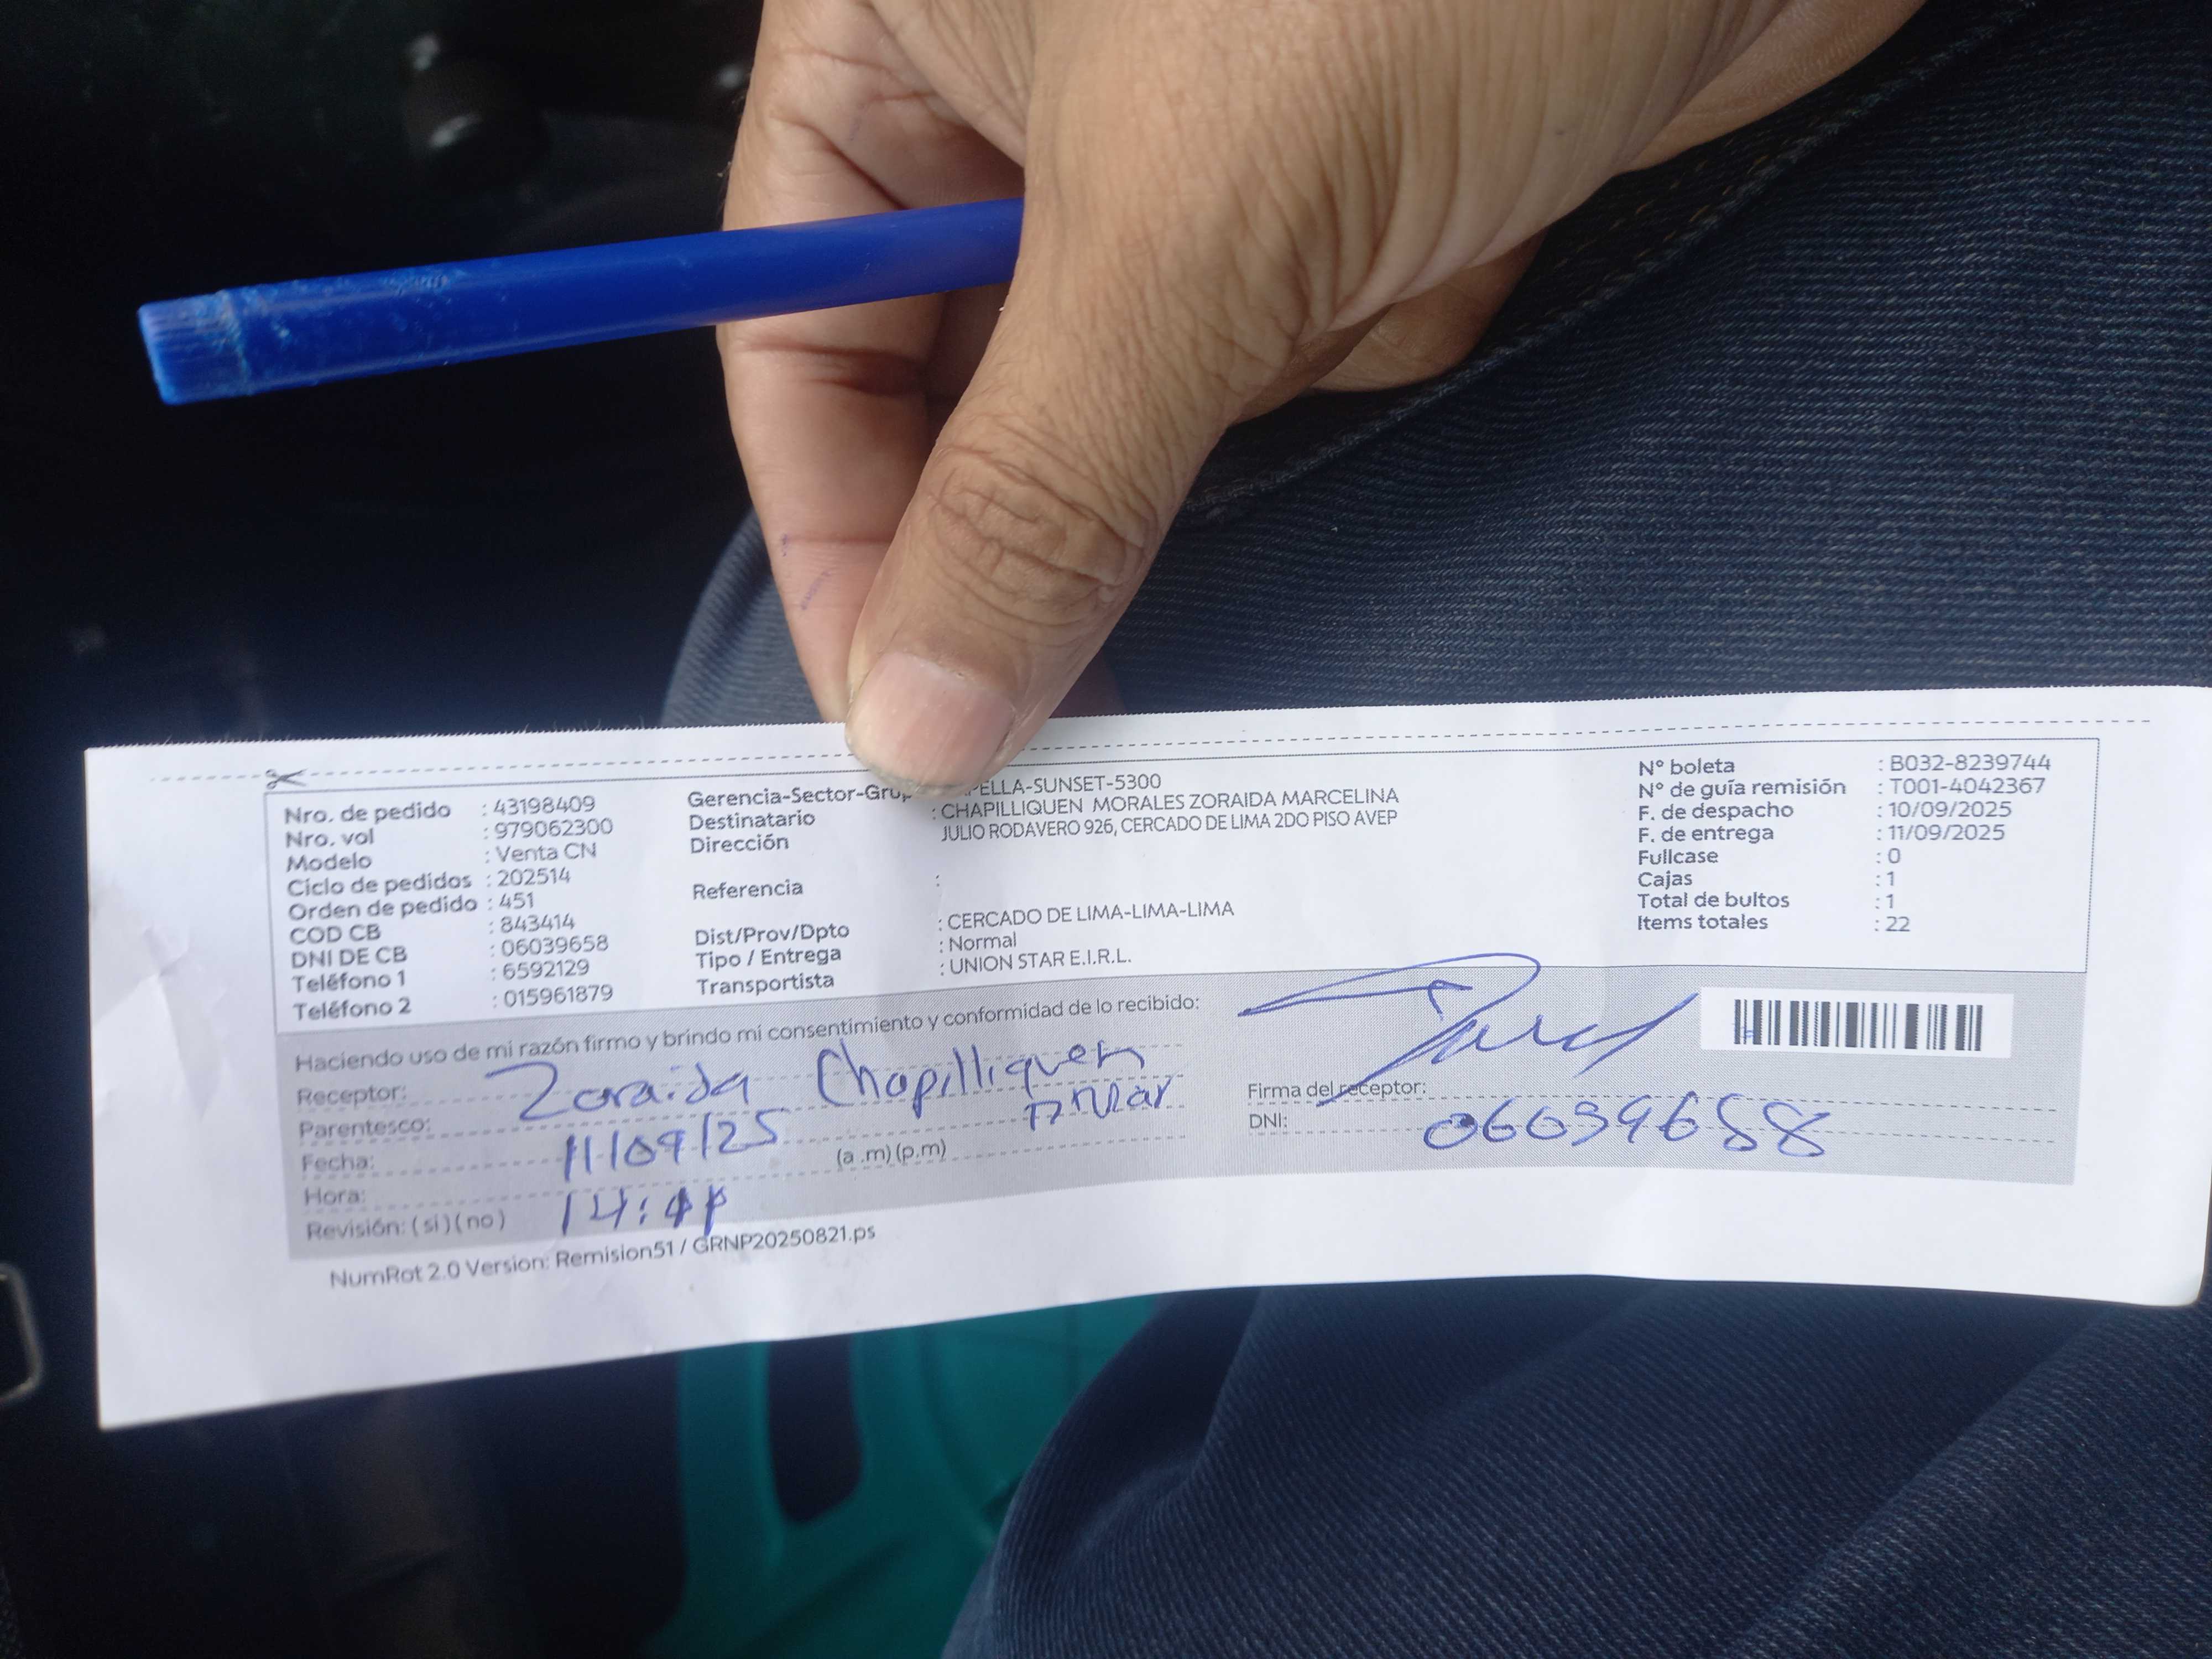 Nro. de pedido : 43198409
Nro. vol : 979062300
Modelo : Venta CN
Ciclo de pedidos : 202514
Orden de pedido : 451
COD CB : 843414
DNI DE CB : 06039658
Teléfono 1 : 6592129
Teléfono 2 : 015961879
Gerencia-Sector-Grup PELLA-SUNSET-5300
Destinatario : CHAPILLIQUEN MORALES ZORAIDA MARCELINA
Dirección JULIO RODAVERO 926, CERCADO DE LIMA 2DO PISO AVEP
Referencia :
Dist/Prov/Dpto : CERCADO DE LIMA-LIMA-LIMA
Tipo / Entrega : Normal
Transportista : UNION STAR E.I.R.L.
N° boleta : B032-8239744
N° de guía remisión : T001-4042367
F. de despacho : 10/09/2025
F. de entrega : 11/09/2025
Fullcase : 0
Cajas : 1
Total de bultos : 1
Items totales : 22
Haciendo uso de mi razón firmo y brindo mi consentimiento y conformidad de lo recibido:
Receptor: Zoraida Chapilliquen
Parentesco:
Fecha: 11/09/25 (a .m) (p.m)
Hora: 14:
Revisión: ( si ) ( no )
Firma del receptor:
DNI: 06039658
NumRot 2.0 Version: Remision51 / GRNP20250821.ps